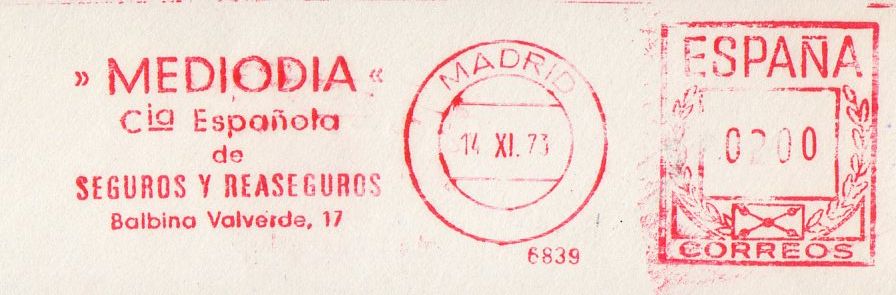 » MEDIODIA «
Cia Española
de
SEGUROS Y REASEGUROS
Balbina Valverde, 17
MADRID
14 XI. 73
6839
ESPAÑA
0200
CORREOS